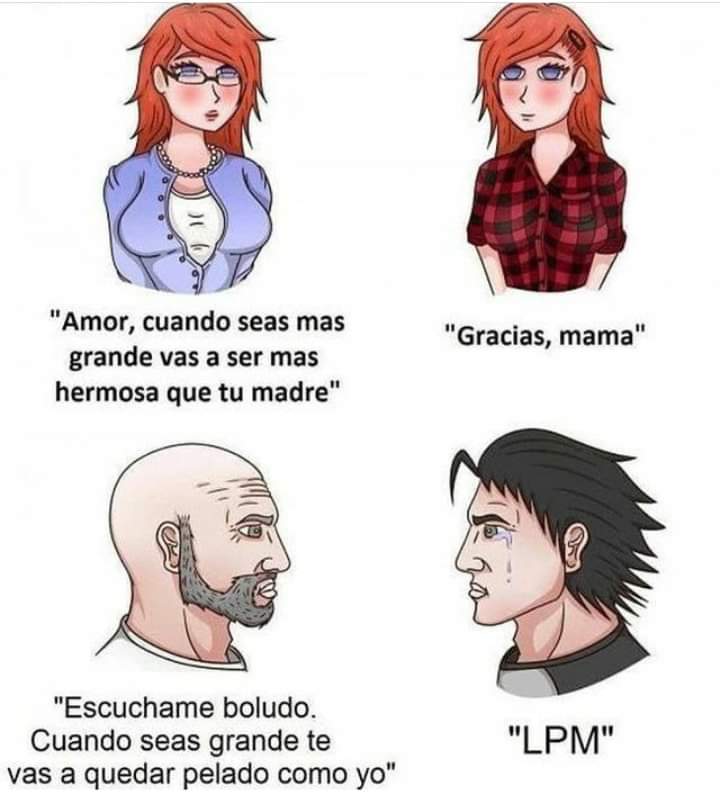 "Amor, cuando seas mas
grande vas a ser mas
hermosa que tu madre"
"Gracias, mama"
"Escuchame boludo.
Cuando seas grande te
vas a quedar pelado como yo"
"LPM"